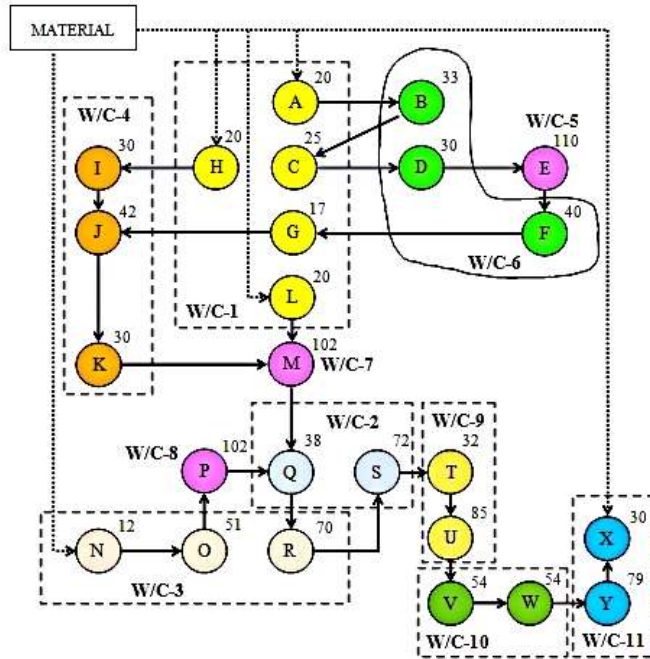 MATERIAL
20
33
W/C-4
A
B
W/C-5
30
20
25
30
110
I
H
C
D
E
42
17
40
J
G
F
W/C-6
20
W/C-1
L
30
102
K
M
W/C-7
W/C-2
W/C-9
W/C-8
102
38
72
32
P
Q
S
T
12
51
70
85
30
N
O
R
U
X
W/C-3
54
54
79
V
W
Y
W/C-10
W/C-11